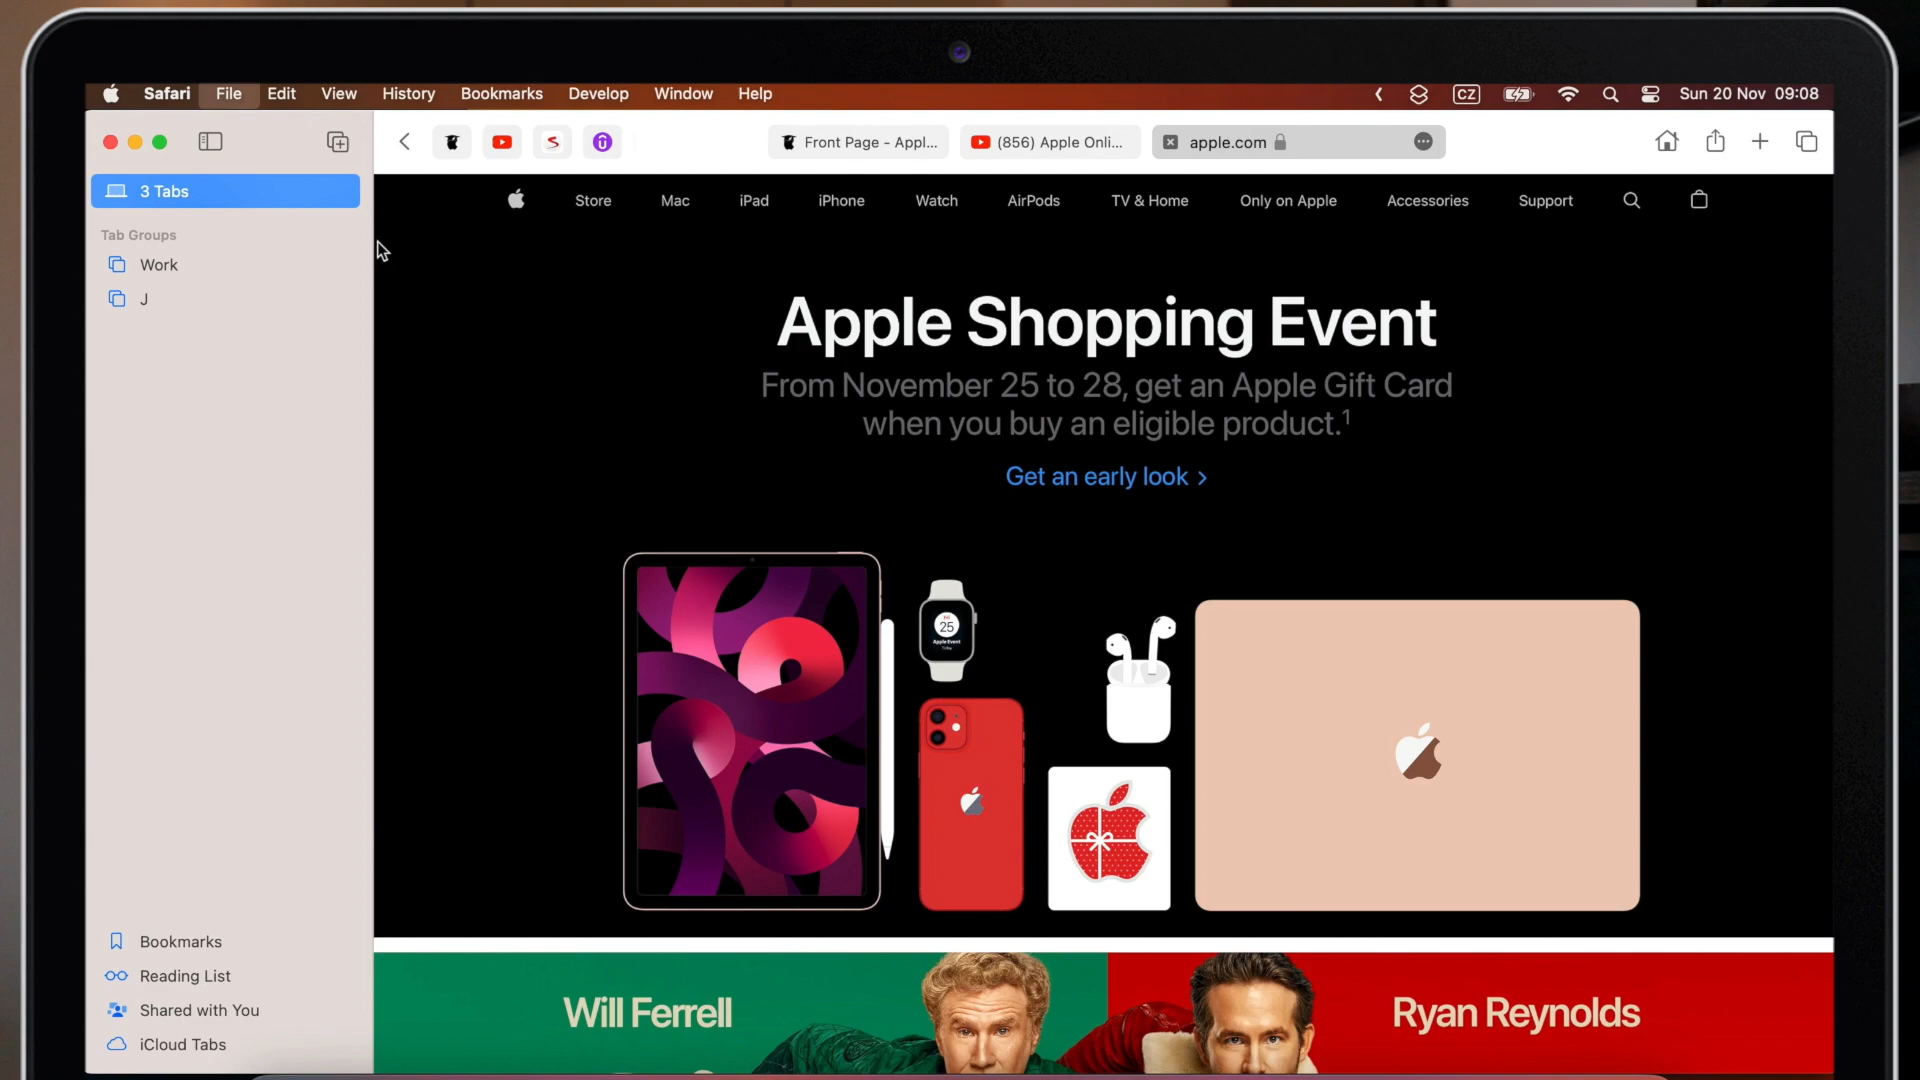 Safari File Edit View History Bookmarks Develop Window Help
CZ
Sun 20 Nov 09:08
3 Tabs
Tab Groups
Work
J
Bookmarks
Reading List
Shared with You
iCloud Tabs
Front Page - Appl...
(856) Apple Onli...
apple.com
Store Mac iPad iPhone Watch AirPods TV & Home Only on Apple Accessories Support
Apple Shopping Event
From November 25 to 28, get an Apple Gift Card
when you buy an eligible product.¹
Get an early look >
25
Apple Event
Will Ferrell
Ryan Reynolds